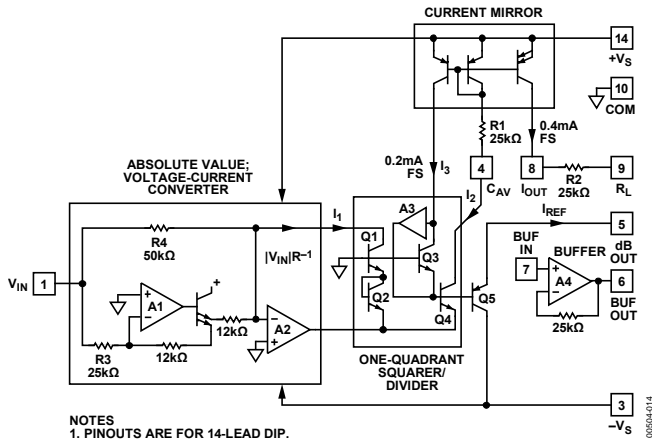 CURRENT MIRROR
14
+VS
10
COM
R1
25kΩ
0.4mA
FS
0.2mA
FS
I3
4
CAV
8
IOUT
R2
25kΩ
9
RL
ABSOLUTE VALUE;
VOLTAGE-CURRENT
CONVERTER
I2
IREF
5
dB
OUT
R4
50kΩ
I1
|VIN|R–1
A3
Q1
Q3
BUF
IN
BUFFER
7
A4
6
BUF
OUT
25kΩ
VIN
1
A1
+
–
+
12kΩ
–
+
A2
Q2
Q4
Q5
+
–
R3
25kΩ
12kΩ
ONE-QUADRANT
SQUARER/
DIVIDER
3
–VS
NOTES
1. PINOUTS ARE FOR 14-LEAD DIP.
00504-014